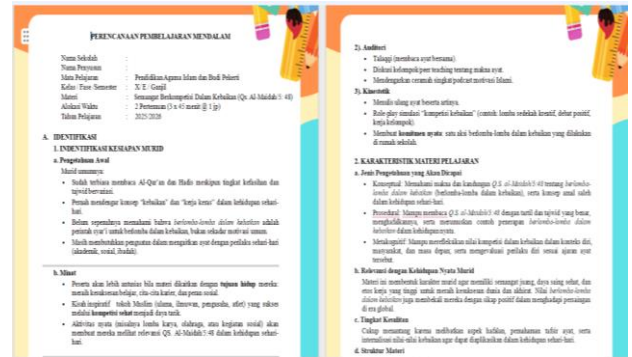 PERENCANAAN PEMBELAJARAN MENDALAM
Nama Sekolah :
Nama Penyusun :
Mata Pelajaran : Pendidikan Agama Islam dan Budi Pekerti
Kelas / Fase /Semester : X/ E / Ganjil
Materi : Semangat Berkompetisi Dalam Kebaikan (Qs. Al-Maidah/5: 48)
Alokasi Waktu : 2 Pertemuan (3 x 45 menit @ 1 jp)
Tahun Pelajaran : 2025/2026
A. IDENTIFIKASI
1. INDENTIFIKASI KESIAPAN MURID
a. Pengetahuan Awal
Murid umumnya:
• Sudah terbiasa membaca Al-Qur'an dan Hadis meskipun tingkat kefasihan dan
tajwid bervariasi.
• Pernah mendengar konsep "kebaikan" dan "kerja keras" dalam kehidupan sehari-
hari.
• Belum sepenuhnya memahami bahwa berlomba-lomba dalam kebaikan adalah
perintah syar'i untuk berlomba dalam kebaikan, bukan sekadar motivasi umum.
• Masih membutuhkan penguatan dalam mengaitkan ayat dengan perilaku sehari-hari
(akademik, sosial, ibadah).
b. Minat
• Peserta akan lebih antusias bila materi dikaitkan dengan tujuan hidup mereka:
meraih kesuksesan belajar, cita-cita karier, dan peran sosial.
• Kisah inspiratif tokoh Muslim (ulama, ilmuwan, pengusaha, atlet) yang sukses
melalui kompetisi sehat menjadi daya tarik.
• Aktivitas nyata (misalnya lomba karya, olahraga, atau kegiatan sosial) akan
membuat mereka melihat relevansi QS. Al-Maidah/5:48 dalam kehidupan sehari-
hari.
2). Auditori
• Talaqqi (membaca ayat bersama).
• Diskusi kelompok/peer teaching tentang makna ayat.
• Mendengarkan ceramah singkat/podcast motivasi Islami.
3). Kinestetik
• Menulis ulang ayat beserta artinya.
• Role-play simulasi "kompetisi kebaikan" (contoh: lomba sedekah kreatif, debat positif,
kerja kelompok).
• Membuat komitmen nyata: satu aksi berlomba-lomba dalam kebaikan yang dilakukan
di rumah/sekolah.
2. KARAKTERISTIK MATERI PELAJARAN
a. Jenis Pengetahuan yang Akan Dicapai
• Konseptual: Memahami makna dan kandungan Q.S. al-Maidah/5:48 tentang berlomba-
lomba dalam kebaikan (berlomba-lomba dalam kebaikan), serta konsep amal saleh
dalam kehidupan sehari-hari.
• Prosedural: Mampu membaca Q.S. al-Maidah/5:48 dengan tartil dan tajwid yang benar,
menghafalkannya, serta merumuskan contoh penerapan berlomba-lomba dalam
kebaikan dalam kehidupan nyata.
• Metakognitif: Mampu merefleksikan nilai kompetisi dalam kebaikan dalam konteks diri,
masyarakat, dan masa depan, serta mengevaluasi perilaku diri sesuai ajaran ayat
tersebut.
b. Relevansi dengan Kehidupan Nyata Murid
Materi ini membentuk karakter murid agar memiliki semangat juang, daya saing sehat, dan
etos kerja yang tinggi untuk meraih kesuksesan dunia dan akhirat. Nilai berlomba-lomba
dalam kebaikan juga membekali mereka dengan sikap positif dalam menghadapi persaingan
di era global.
c. Tingkat Kesulitan
Cukup menantang karena melibatkan aspek hafalan, pemahaman tafsir ayat, serta
internalisasi nilai-nilai kebaikan agar dapat diaplikasikan dalam kehidupan sehari-hari.
d. Struktur Materi